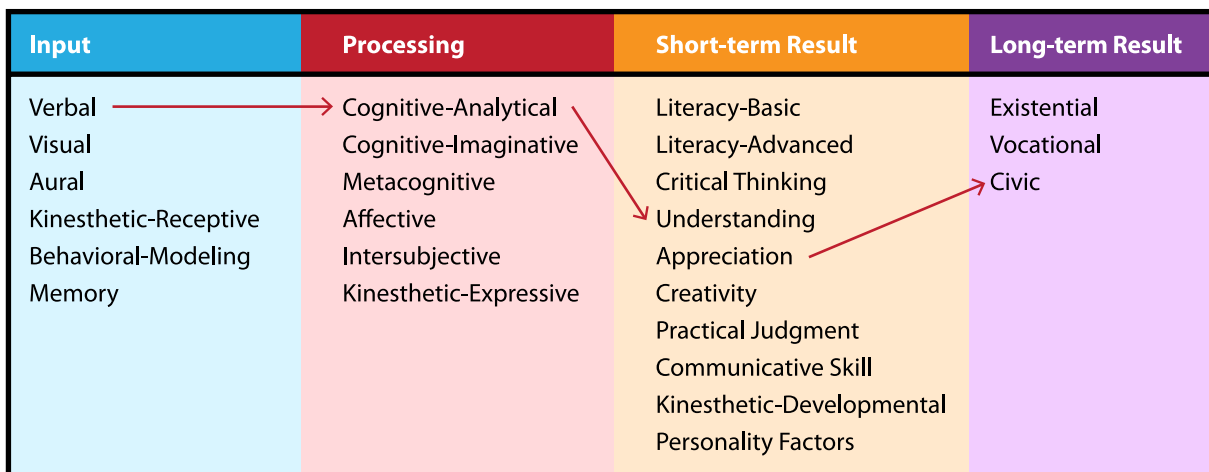 Input
Verbal
Visual
Aural
Kinesthetic-Receptive
Behavioral-Modeling
Memory
Processing
Cognitive-Analytical
Cognitive-Imaginative
Metacognitive
Affective
Intersubjective
Kinesthetic-Expressive
Short-term Result
Literacy-Basic
Literacy-Advanced
Critical Thinking
Understanding
Appreciation
Creativity
Practical Judgment
Communicative Skill
Kinesthetic-Developmental
Personality Factors
Long-term Result
Existential
Vocational
Civic